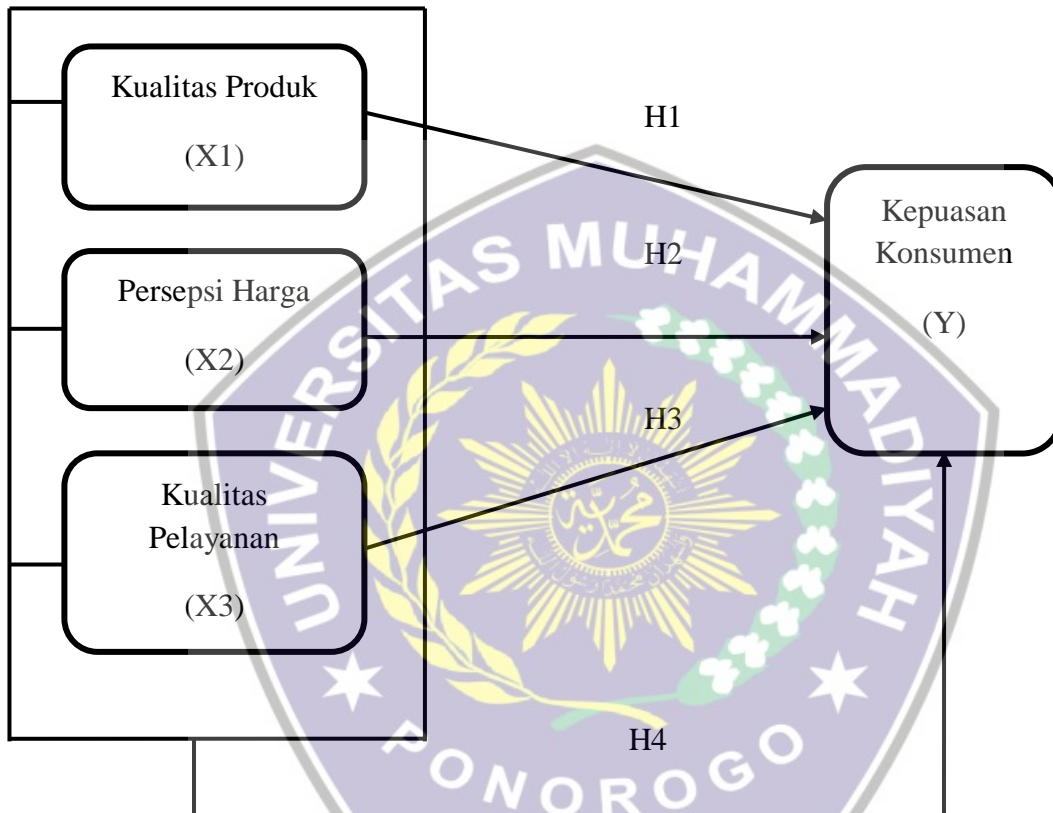 Kualitas Produk
(X1)
H1
Kepuasan
Konsumen
(Y)
Persepsi Harga
(X2)
H2
Kualitas
Pelayanan
(X3)
H3
H4
UNIVERSITAS MUHAMMADIYAH
PONOROGO